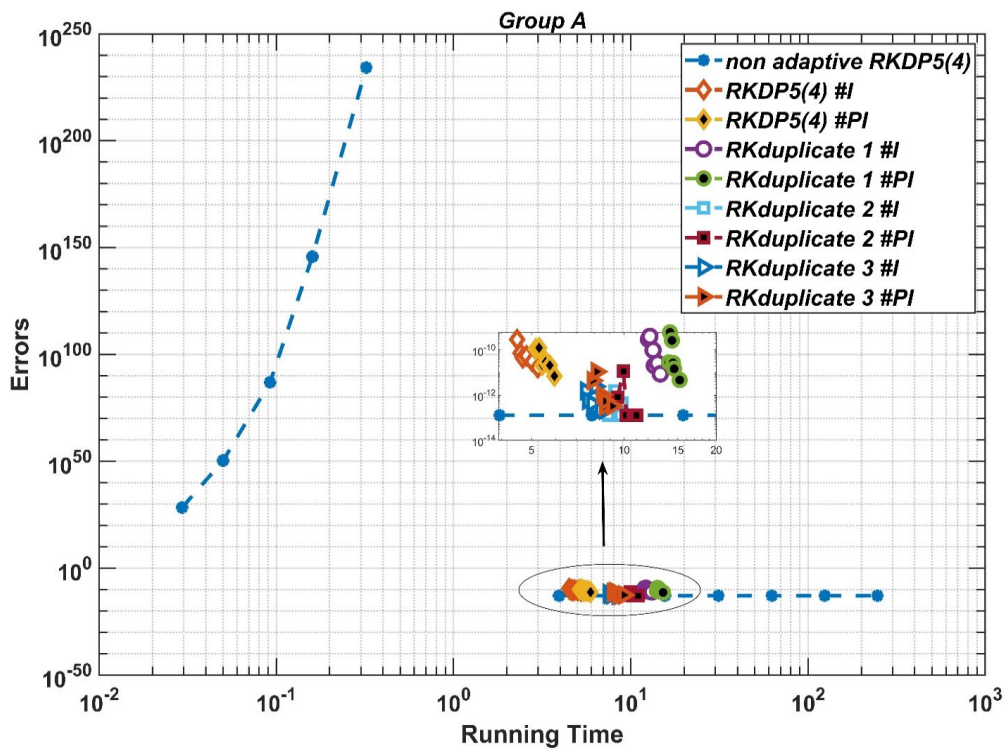 Group A
10^250
10^200
10^150
10^100
10^50
10^0
10^-50
Errors
non adaptive RKDP5(4)
RKDP5(4) #I
RKDP5(4) #PI
RKduplicate 1 #I
RKduplicate 1 #PI
RKduplicate 2 #I
RKduplicate 2 #PI
RKduplicate 3 #I
RKduplicate 3 #PI
10^-10
10^-12
10^-14
5 10 15 20
10^-2 10^-1 10^0 10^1 10^2 10^3
Running Time